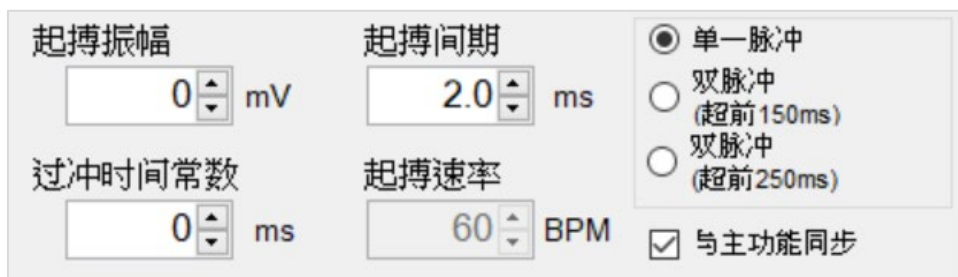 起搏振幅
0 mV
起搏间期
2.0 ms
过冲时间常数
0 ms
起搏速率
60 BPM
单一脉冲
双脉冲
(超前150ms)
双脉冲
(超前250ms)
与主功能同步